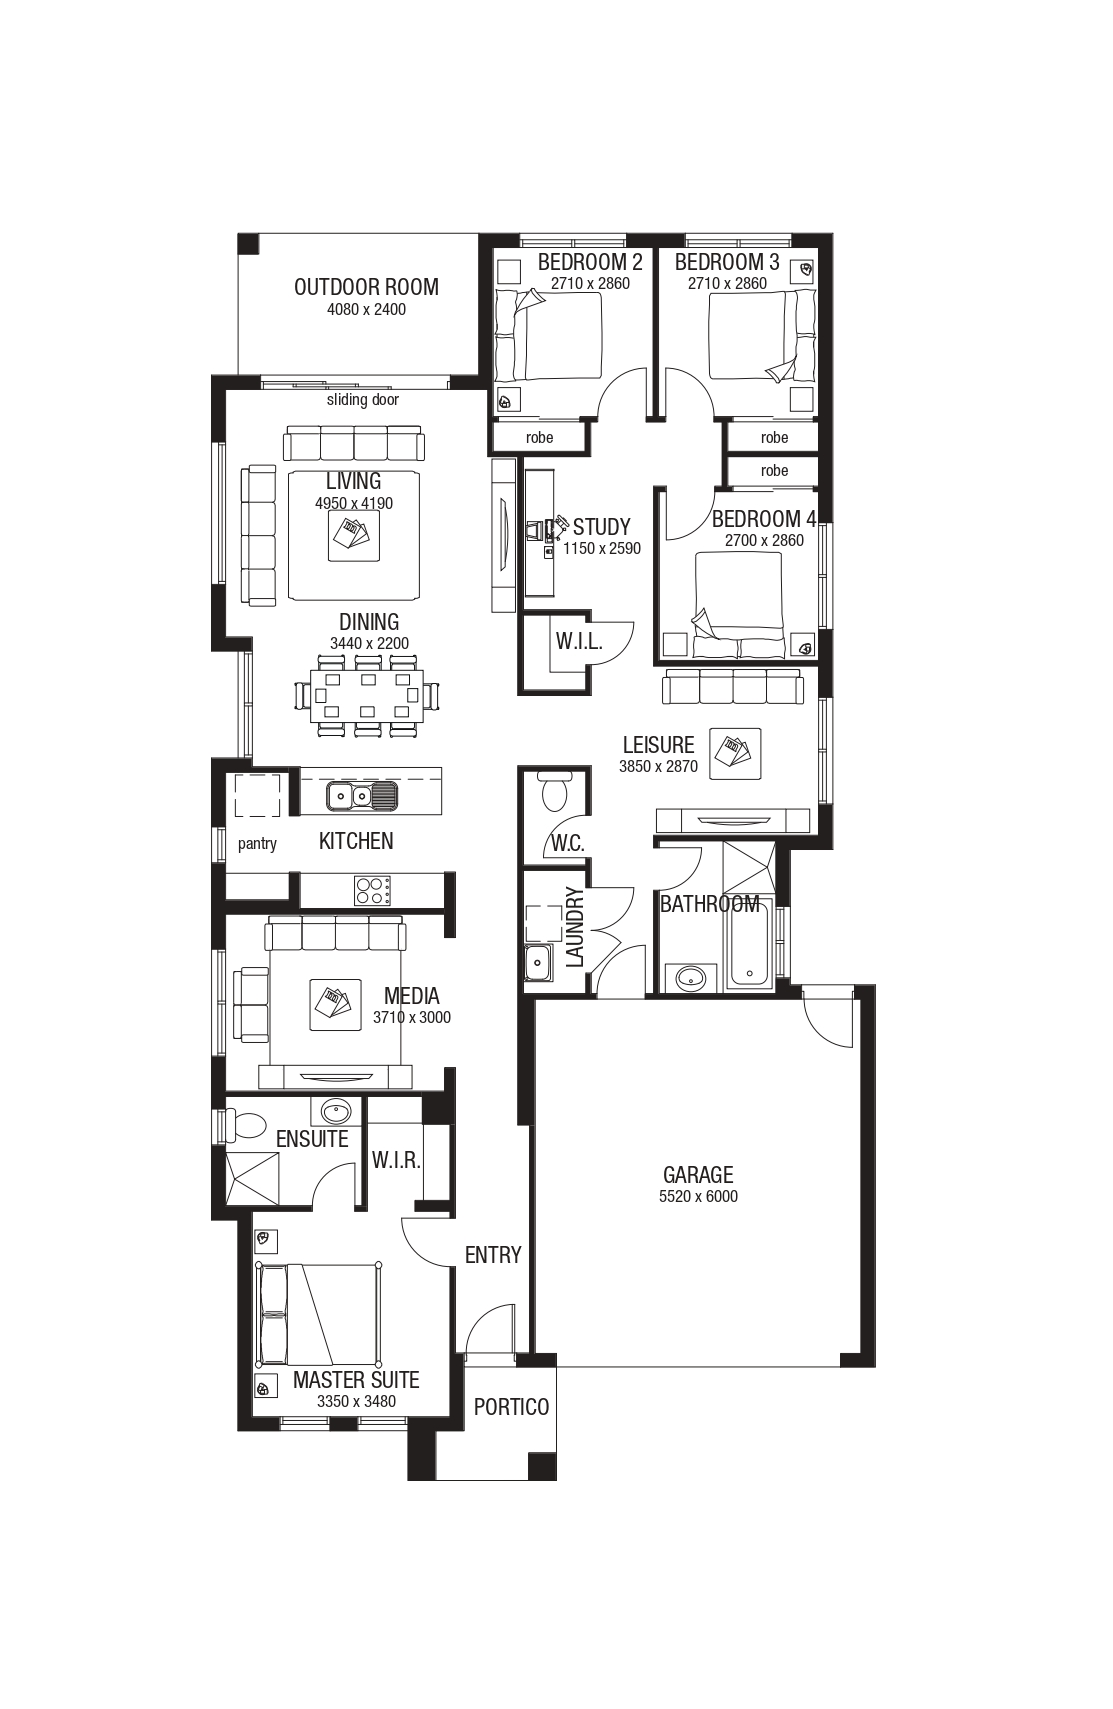 BEDROOM 2
2710 x 2860
BEDROOM 3
2710 x 2860
OUTDOOR ROOM
4080 x 2400
sliding door
robe
robe
robe
LIVING
4950 x 4190
STUDY
1150 x 2590
BEDROOM 4
2700 x 2860
DINING
3440 x 2200
W.I.L.
LEISURE
3850 x 2870
pantry
KITCHEN
W.C.
BATHROOM
LAUNDRY
MEDIA
3710 x 3000
ENSUITE
W.I.R.
GARAGE
5520 x 6000
ENTRY
MASTER SUITE
3350 x 3480
PORTICO